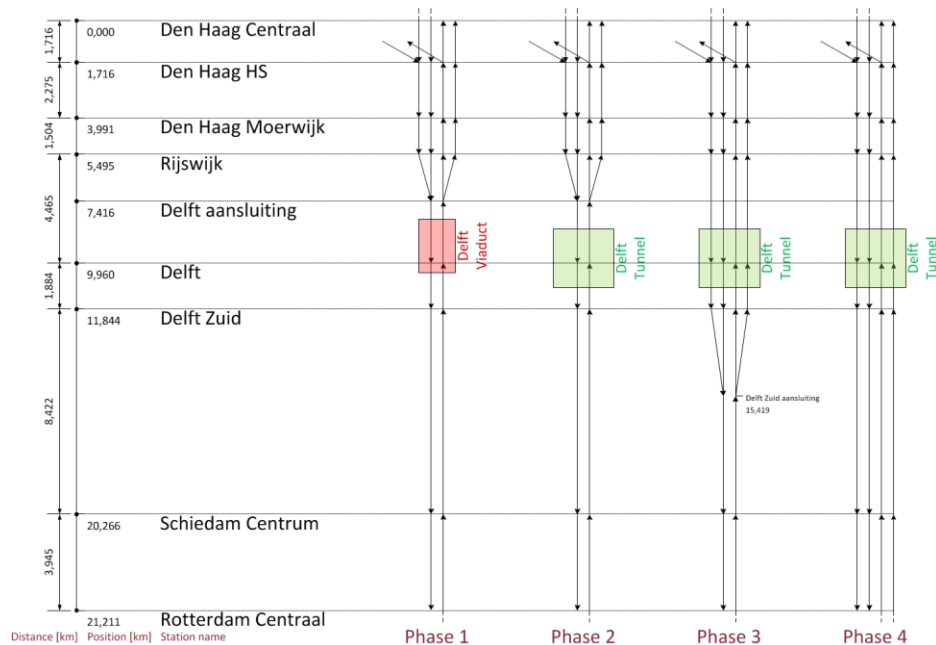 0,000 Den Haag Centraal
1,716
1,716 Den Haag HS
2,275
3,991 Den Haag Moerwijk
1,504
5,495 Rijswijk
4,465
7,416 Delft aansluiting
Delft Viaduct
Delft Tunnel
Delft Tunnel
Delft Tunnel
9,960 Delft
1,884
11,844 Delft Zuid
Delft Zuid aansluiting
15,419
8,422
20,266 Schiedam Centrum
3,945
21,211 Rotterdam Centraal
Distance [km] Position [km] Station name
Phase 1 Phase 2 Phase 3 Phase 4